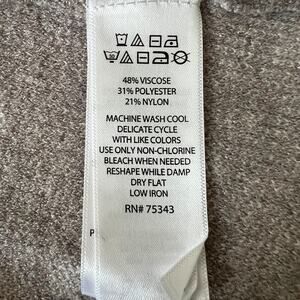 48% VISCOSE
31% POLYESTER
21% NYLON
MACHINE WASH COOL
DELICATE CYCLE
WITH LIKE COLORS
USE ONLY NON-CHLORINE
BLEACH WHEN NEEDED
RESHAPE WHILE DAMP
DRY FLAT
LOW IRON
RN# 75343
P